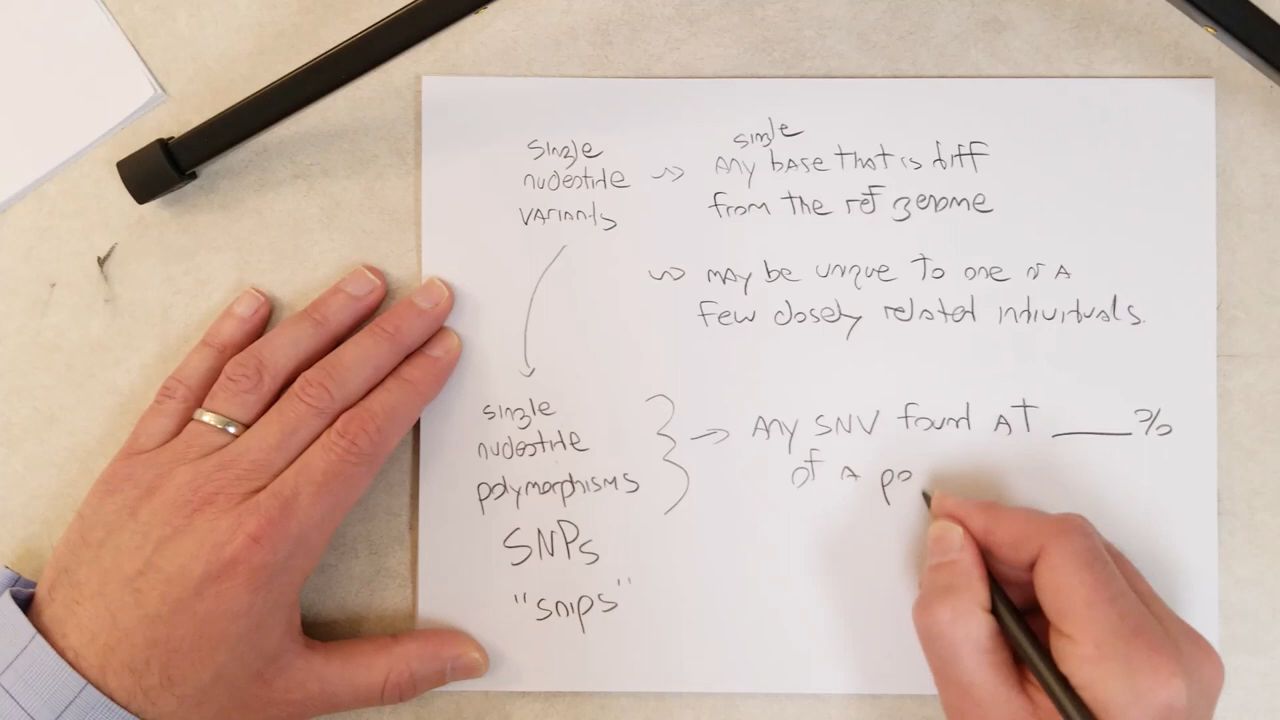 single
nucleotide
variants
→ any single base that is diff
from the ref genome
→ may be unique to one or a
few closely related individuals.
single
nucleotide
polymorphisms
SNPs
"snips"
→ Any SNV found at ____%
of a po